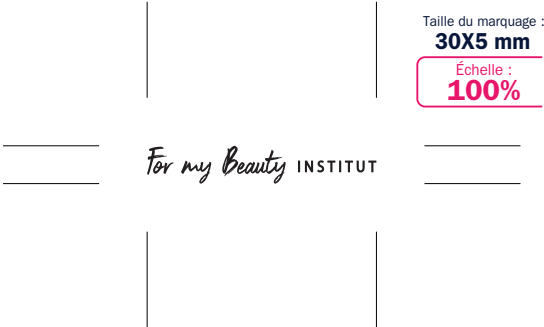 Taille du marquage :
30X5 mm
Échelle :
100%
For my Beauty INSTITUT